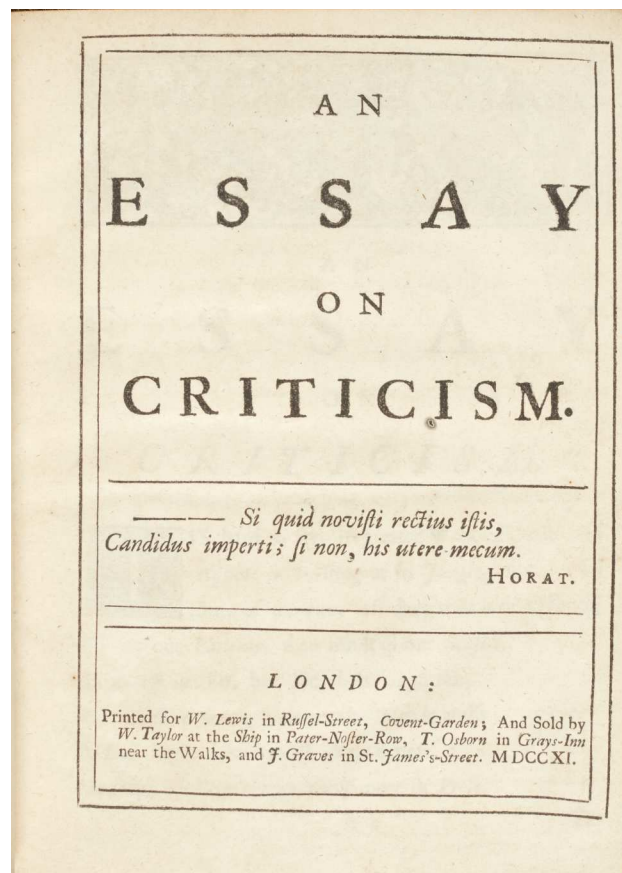 AN
ESSAY
ON
CRITICISM.
——— Si quid novisti rectius istis,
Candidus imperti; si non, his utere mecum.
HORAT.
LONDON:
Printed for W. Lewis in Russel-Street, Covent-Garden; And Sold by
W. Taylor at the Ship in Pater-Noster-Row, T. Osborn in Grays-Inn
near the Walks, and J. Graves in St. James's-Street. MDCCXI.